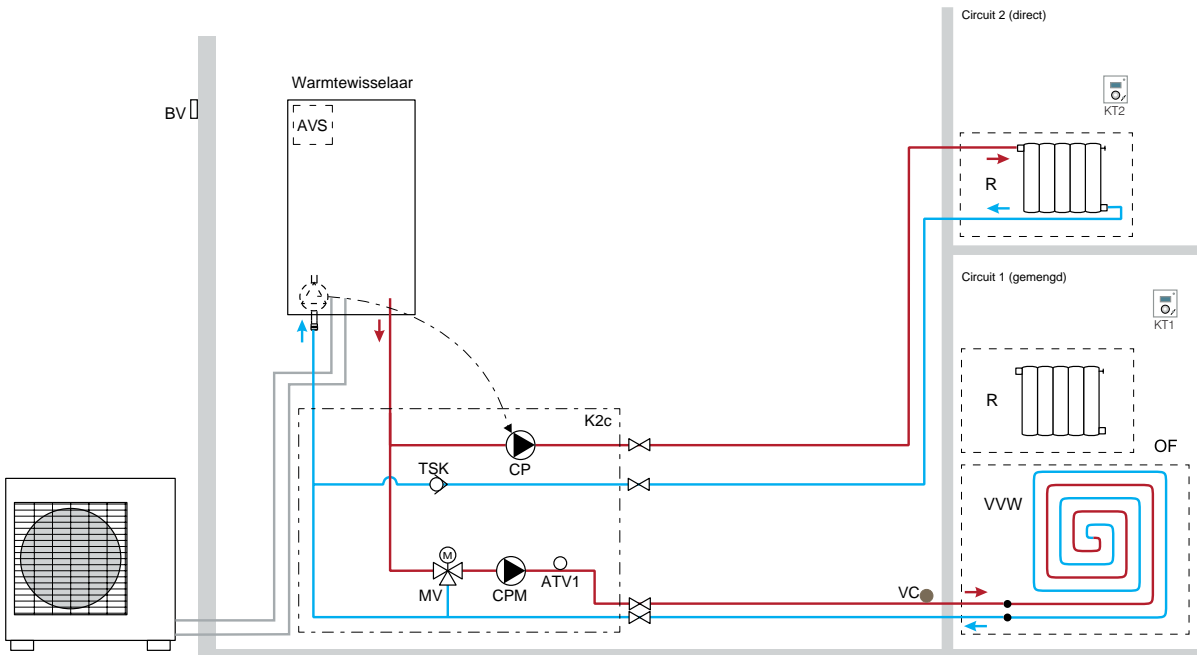 Circuit 2 (direct)
Warmtewisselaar
BV
AVS
KT2
R
Circuit 1 (gemengd)
KT1
R
K2c
CP
TSK
OF
VVW
M
MV
CPM
ATV1
VC